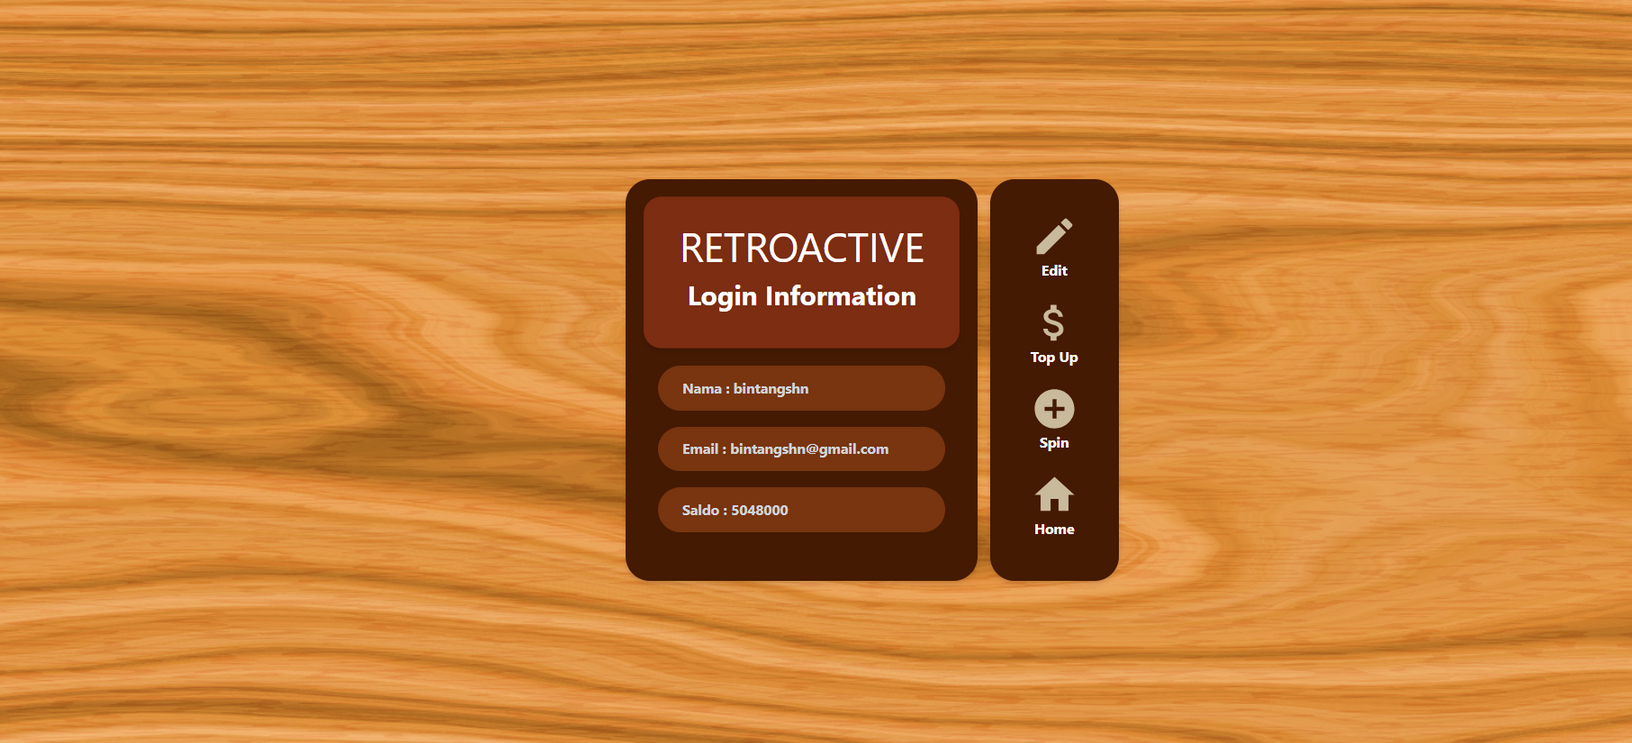 RETROACTIVE
Login Information
Nama : bintangshn
Email : bintangshn@gmail.com
Saldo : 5048000
Edit
Top Up
Spin
Home